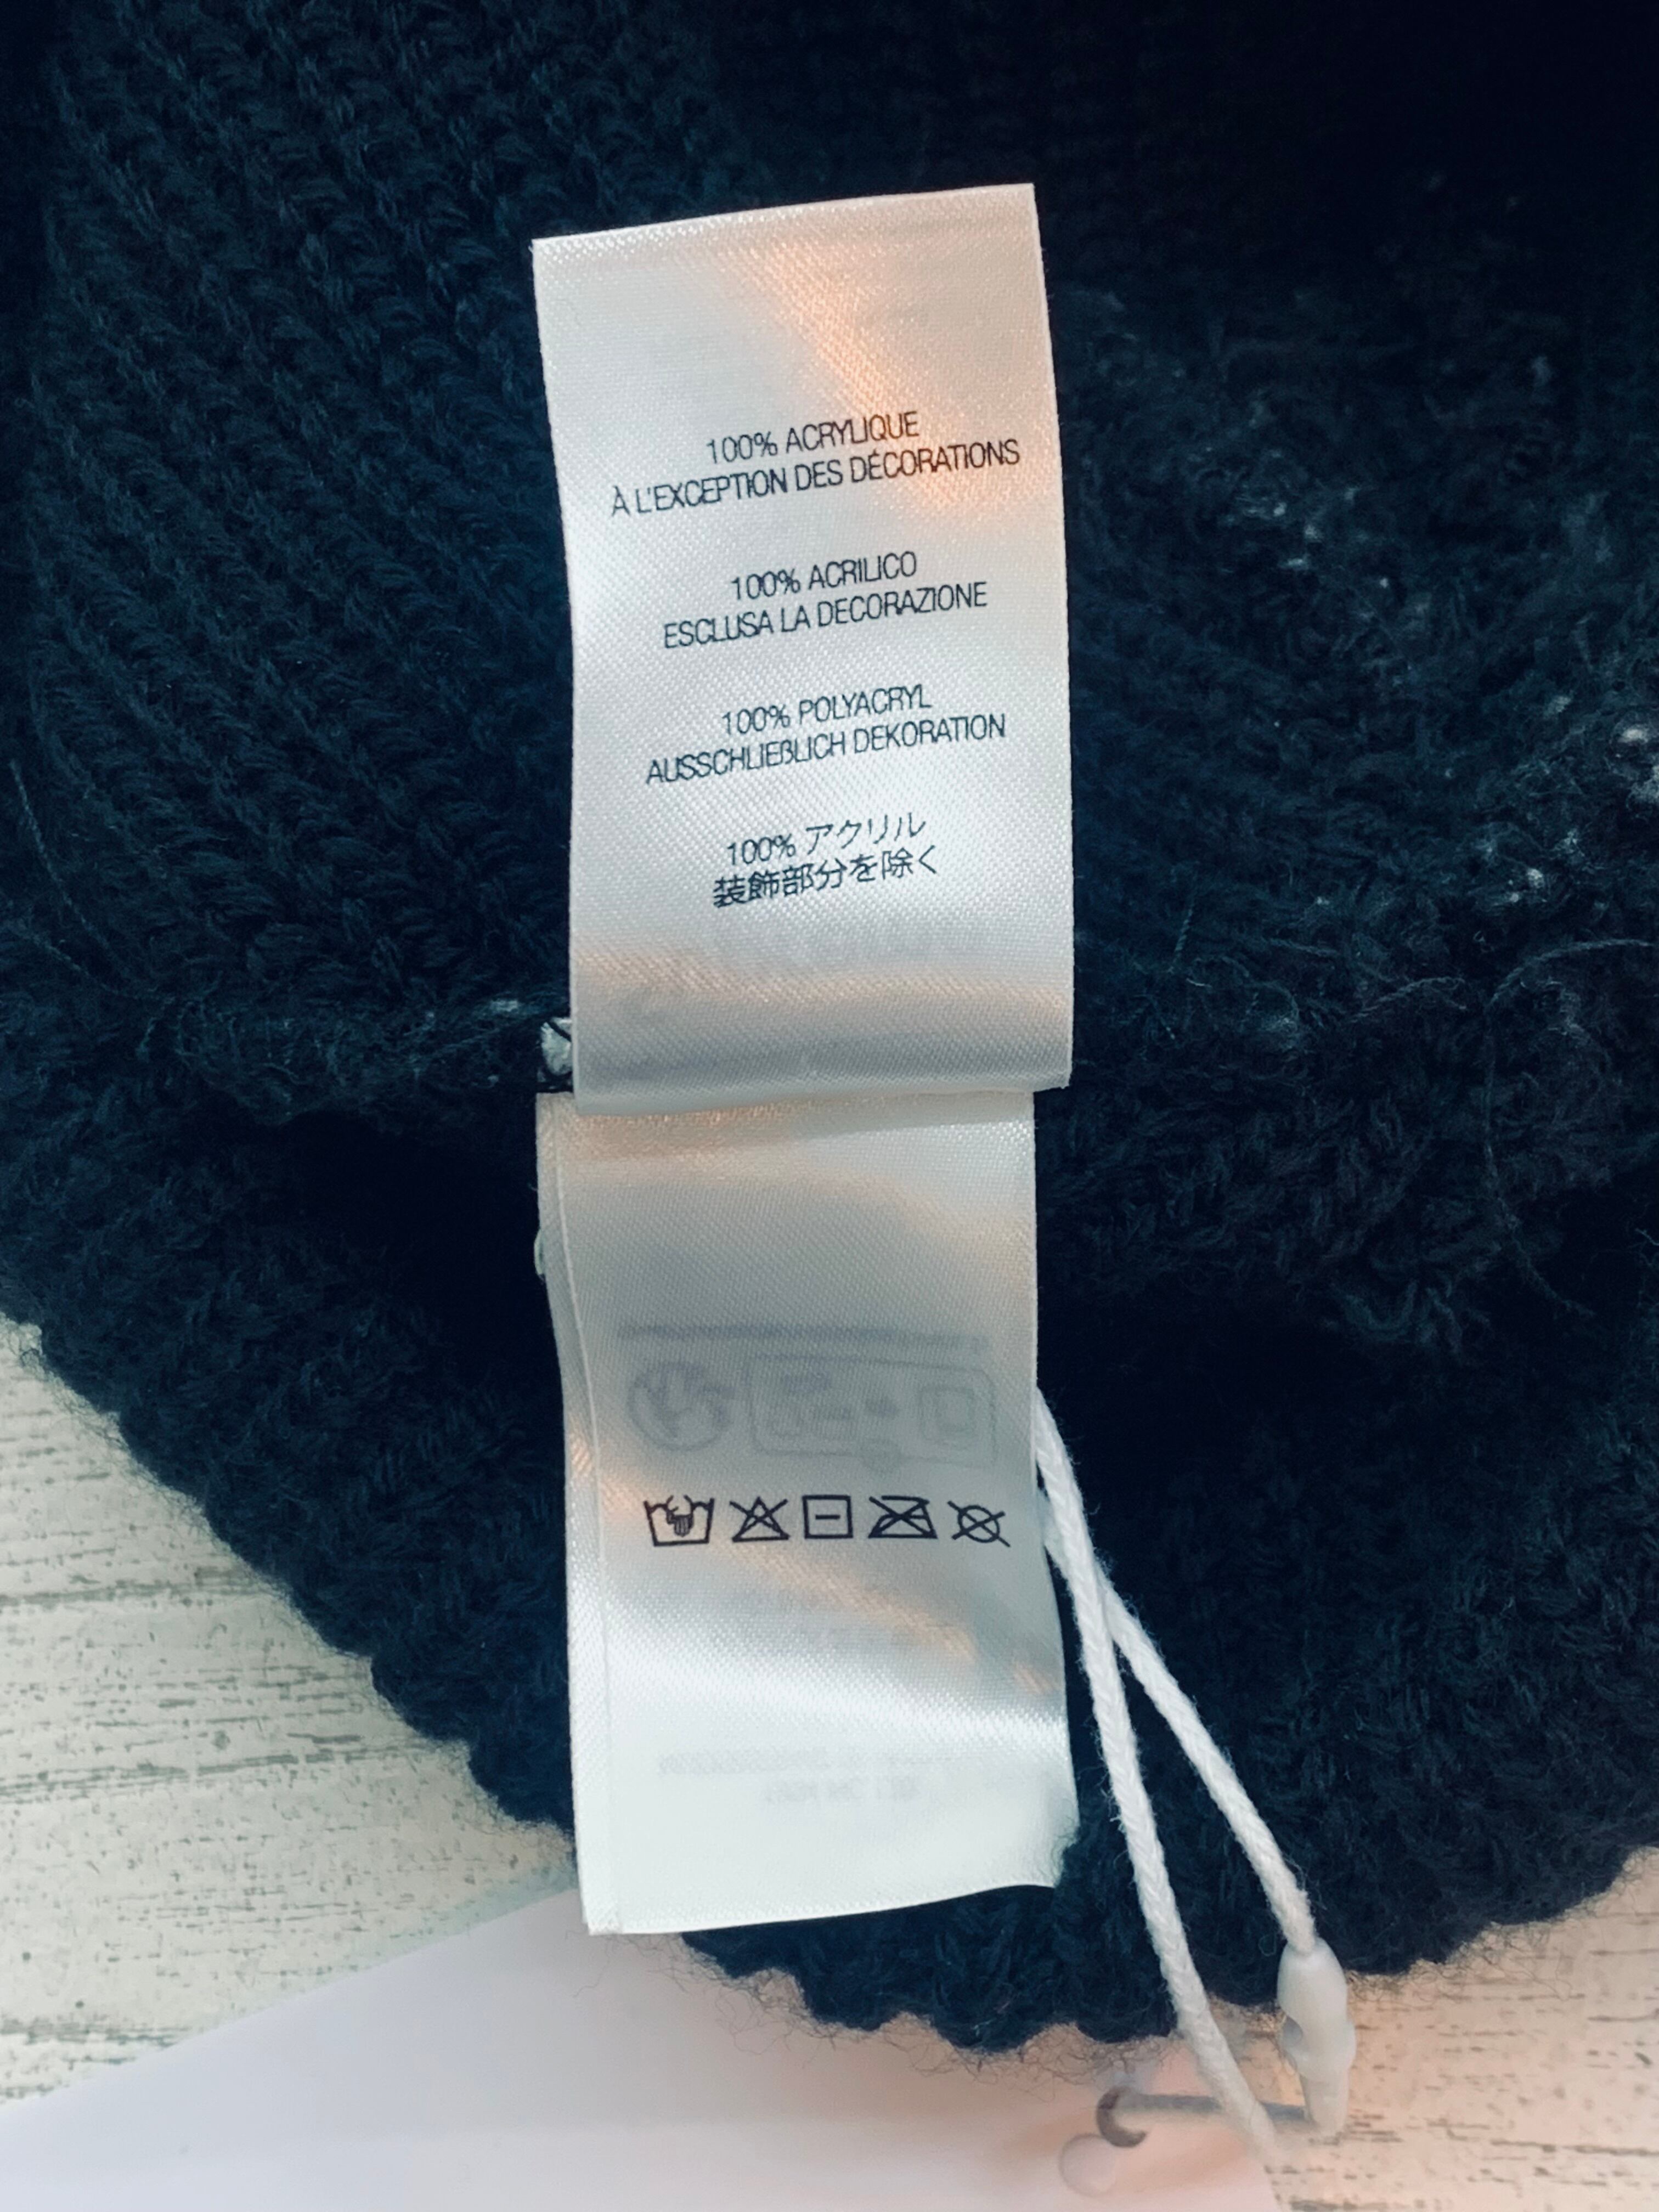 100% ACRYLIQUE
À L'EXCEPTION DES DÉCORATIONS
100% ACRILICO
ESCLUSA LA DECORAZIONE
100% POLYACRYL
AUSSCHLIEßLICH DEKORATION
100% アクリル
装飾部分を除く